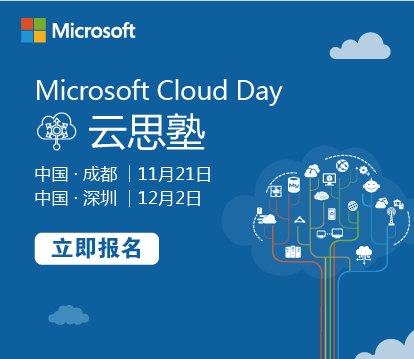 Microsoft
Microsoft Cloud Day
云思塾
中国·成都 | 11月21日
中国·深圳 | 12月2日
立即报名
My